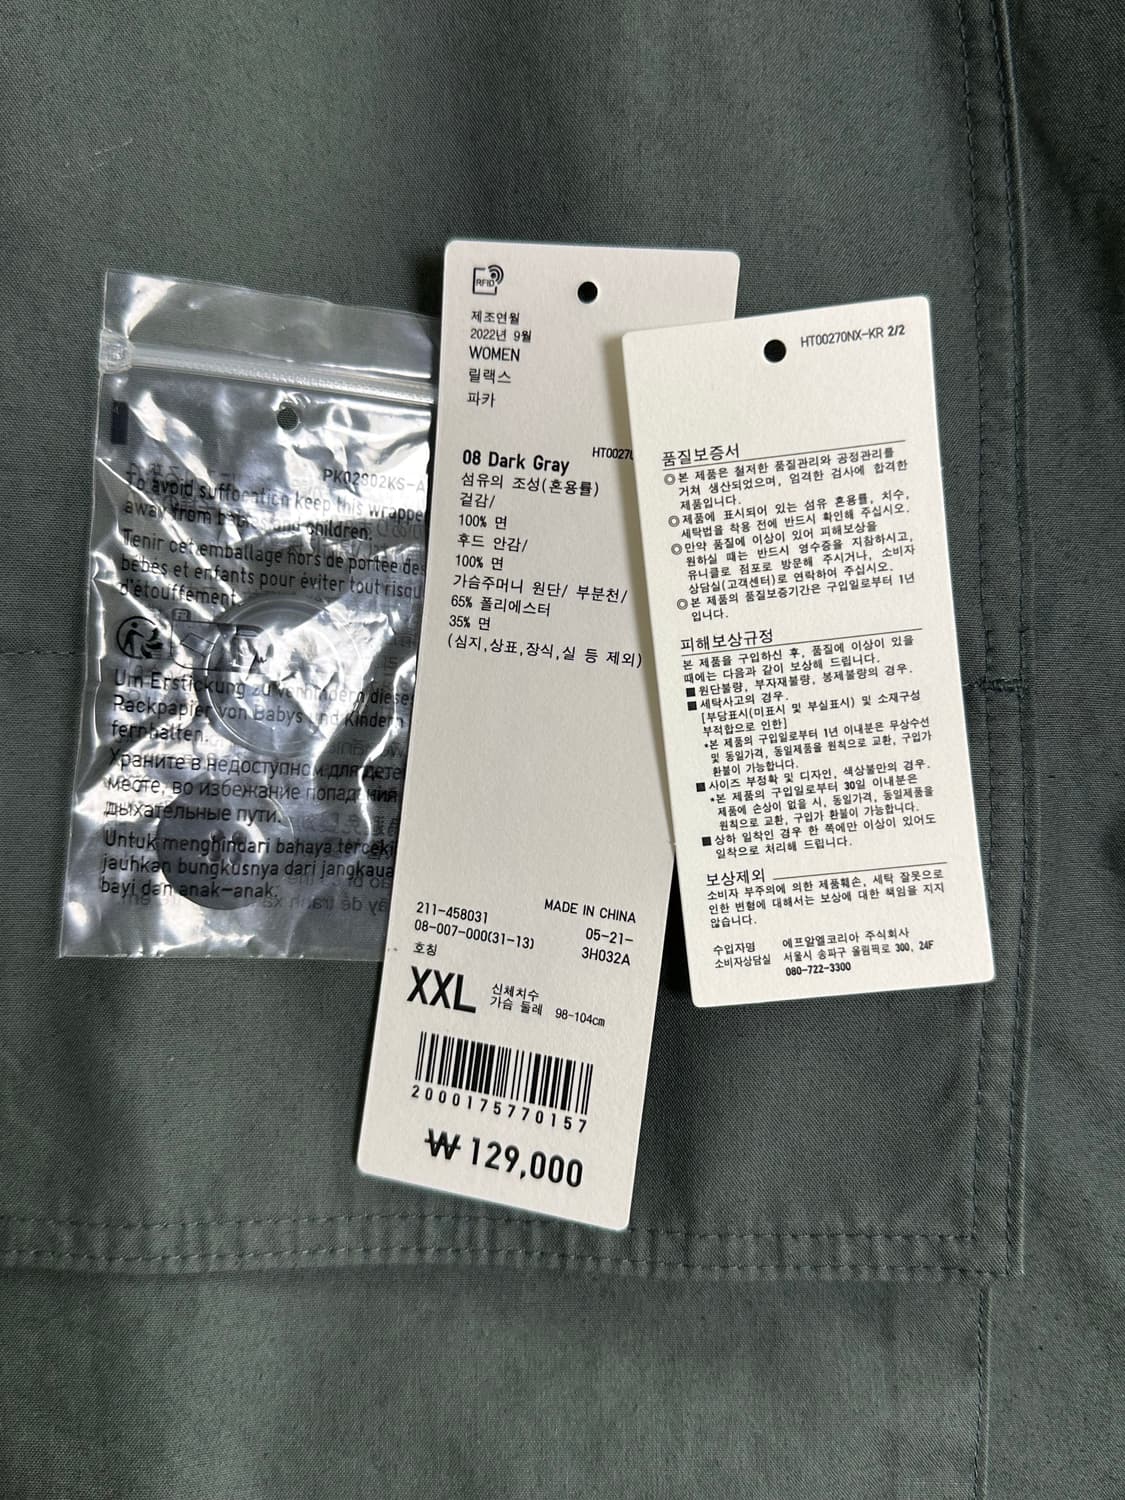 PK02902KS-A
To avoid suffocation keep this wrapper
away from babies and children.
Tenir cet emballage hors de portée des
bébés et enfants pour éviter tout risqu
d'étouffement.
Um Erstickung zu verhindern diese
Packpapier von Babys und Kindern
fernhalten.
Храните в недоступном для дете
месте, во избежание попадания
дыхательные пути.
Untuk menghindari bahaya terceki
jauhkan bungkusnya dari jangkaua
bayi dan anak-anak.
RFID
제조연월
2022년 9월
WOMEN
릴랙스
파카
08 Dark Gray HT0027
섬유의 조성(혼용률)
겉감/
100% 면
후드 안감/
100% 면
가슴주머니 원단/ 부분천/
65% 폴리에스터
35% 면
(심지,상표,장식,실 등 제외)
211-458031 MADE IN CHINA
08-007-000(31-13) 05-21-
호칭 3H032A
XXL 신체치수
가슴 둘레 98-104cm
2000175770157
₩129,000
HT00270NX-KR 2/2
품질보증서
◎본 제품은 철저한 품질관리와 공정관리를
거쳐 생산되었으며, 엄격한 검사에 합격한
제품입니다.
◎제품에 표시되어 있는 섬유 혼용률, 치수,
세탁법을 착용 전에 반드시 확인해 주십시오.
◎만약 품질에 이상이 있어 피해보상을
원하실 때는 반드시 영수증을 지참하시고,
유니클로 점포로 방문해 주시거나, 소비자
상담실(고객센터)로 연락하여 주십시오.
◎본 제품의 품질보증기간은 구입일로부터 1년
입니다.
피해보상규정
본 제품을 구입하신 후, 품질에 이상이 있을
때에는 다음과 같이 보상해 드립니다.
■원단불량, 부자재불량, 봉제불량의 경우.
■세탁사고의 경우.
[부당표시(미표시 및 부실표시) 및 소재구성
부적합으로 인한]
*본 제품의 구입일로부터 1년 이내분은 무상수선
및 동일가격, 동일제품을 원칙으로 교환, 구입가
환불이 가능합니다.
■사이즈 부정확 및 디자인, 색상불만의 경우.
*본 제품의 구입일로부터 30일 이내분은
제품에 손상이 없을 시, 동일가격, 동일제품을
원칙으로 교환, 구입가 환불이 가능합니다.
■상하 일착인 경우 한 쪽에만 이상이 있어도
일착으로 처리해 드립니다.
보상제외
소비자 부주의에 의한 제품훼손, 세탁 잘못으로
인한 변형에 대해서는 보상에 대한 책임을 지지
않습니다.
수입자명 에프알엘코리아 주식회사
소비자상담실 서울시 송파구 올림픽로 300, 24F
080-722-3300